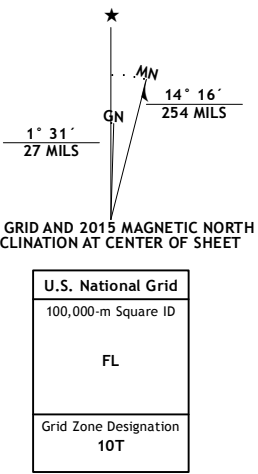 ★
MN
14° 16´
254 MILS
GN
1° 31´
27 MILS
GRID AND 2015 MAGNETIC NORTH
CLINATION AT CENTER OF SHEET
U.S. National Grid
100,000-m Square ID
FL
Grid Zone Designation
10T